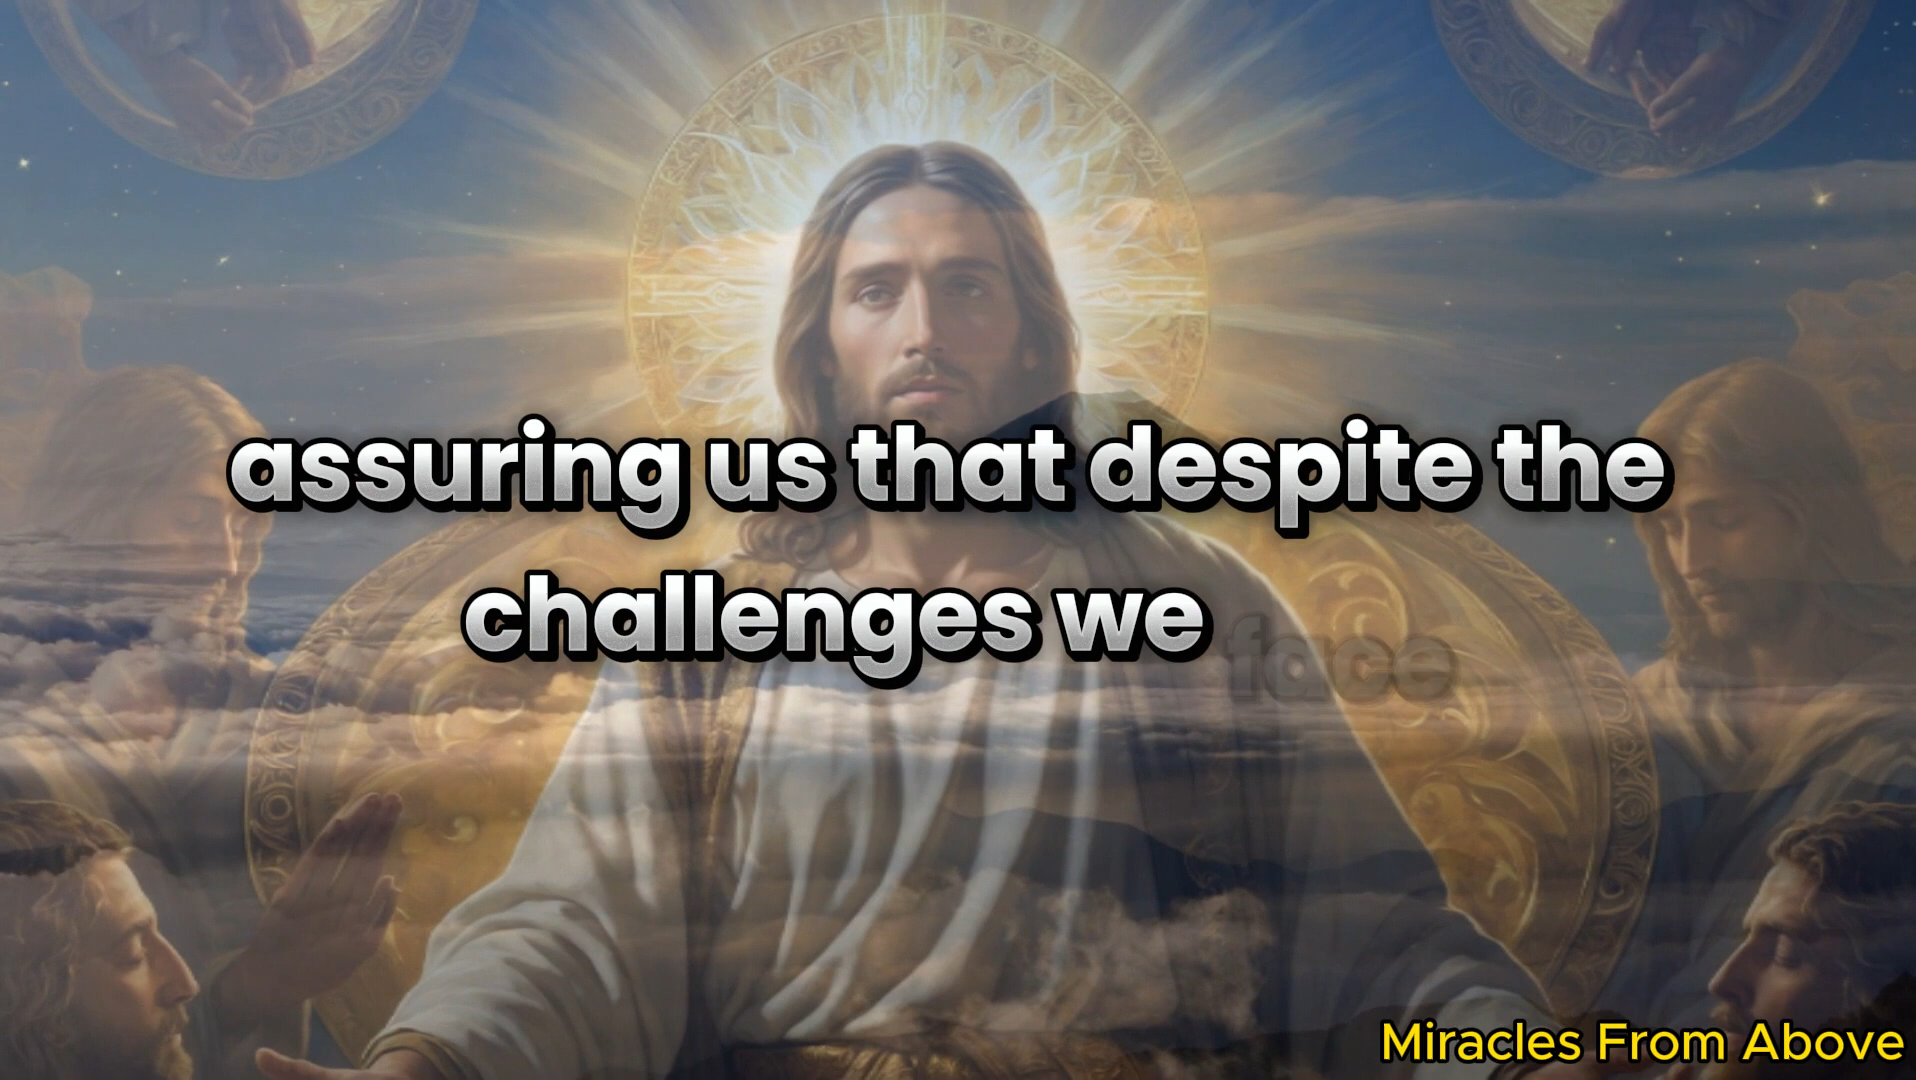 assuring us that despite the
challenges we face
Miracles From Above